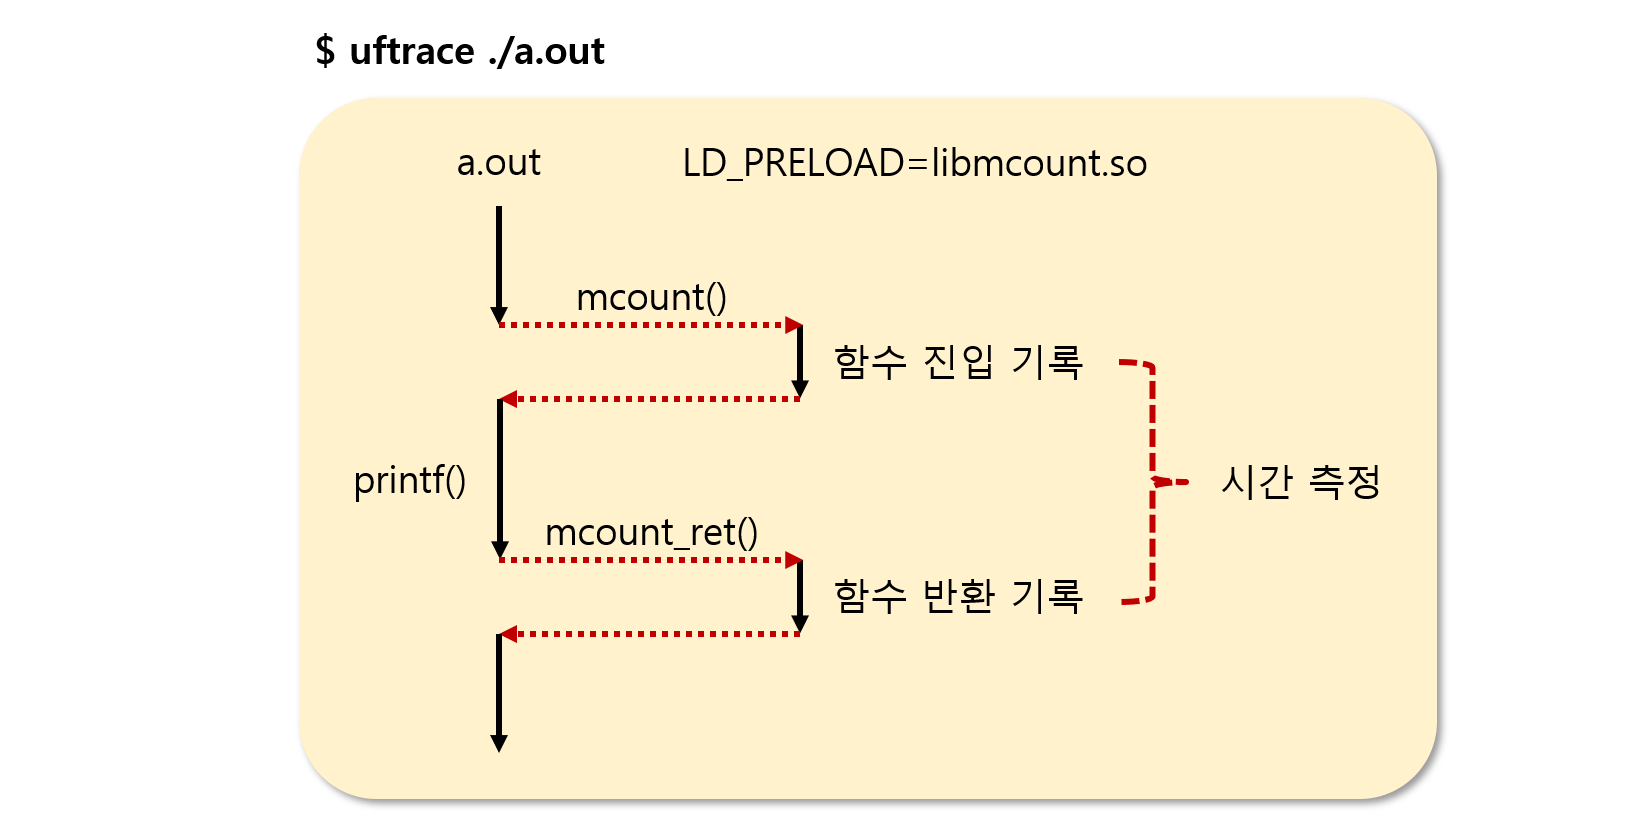 $ uftrace ./a.out
a.out
LD_PRELOAD=libmcount.so
mcount()
함수 진입 기록
printf()
시간 측정
mcount_ret()
함수 반환 기록